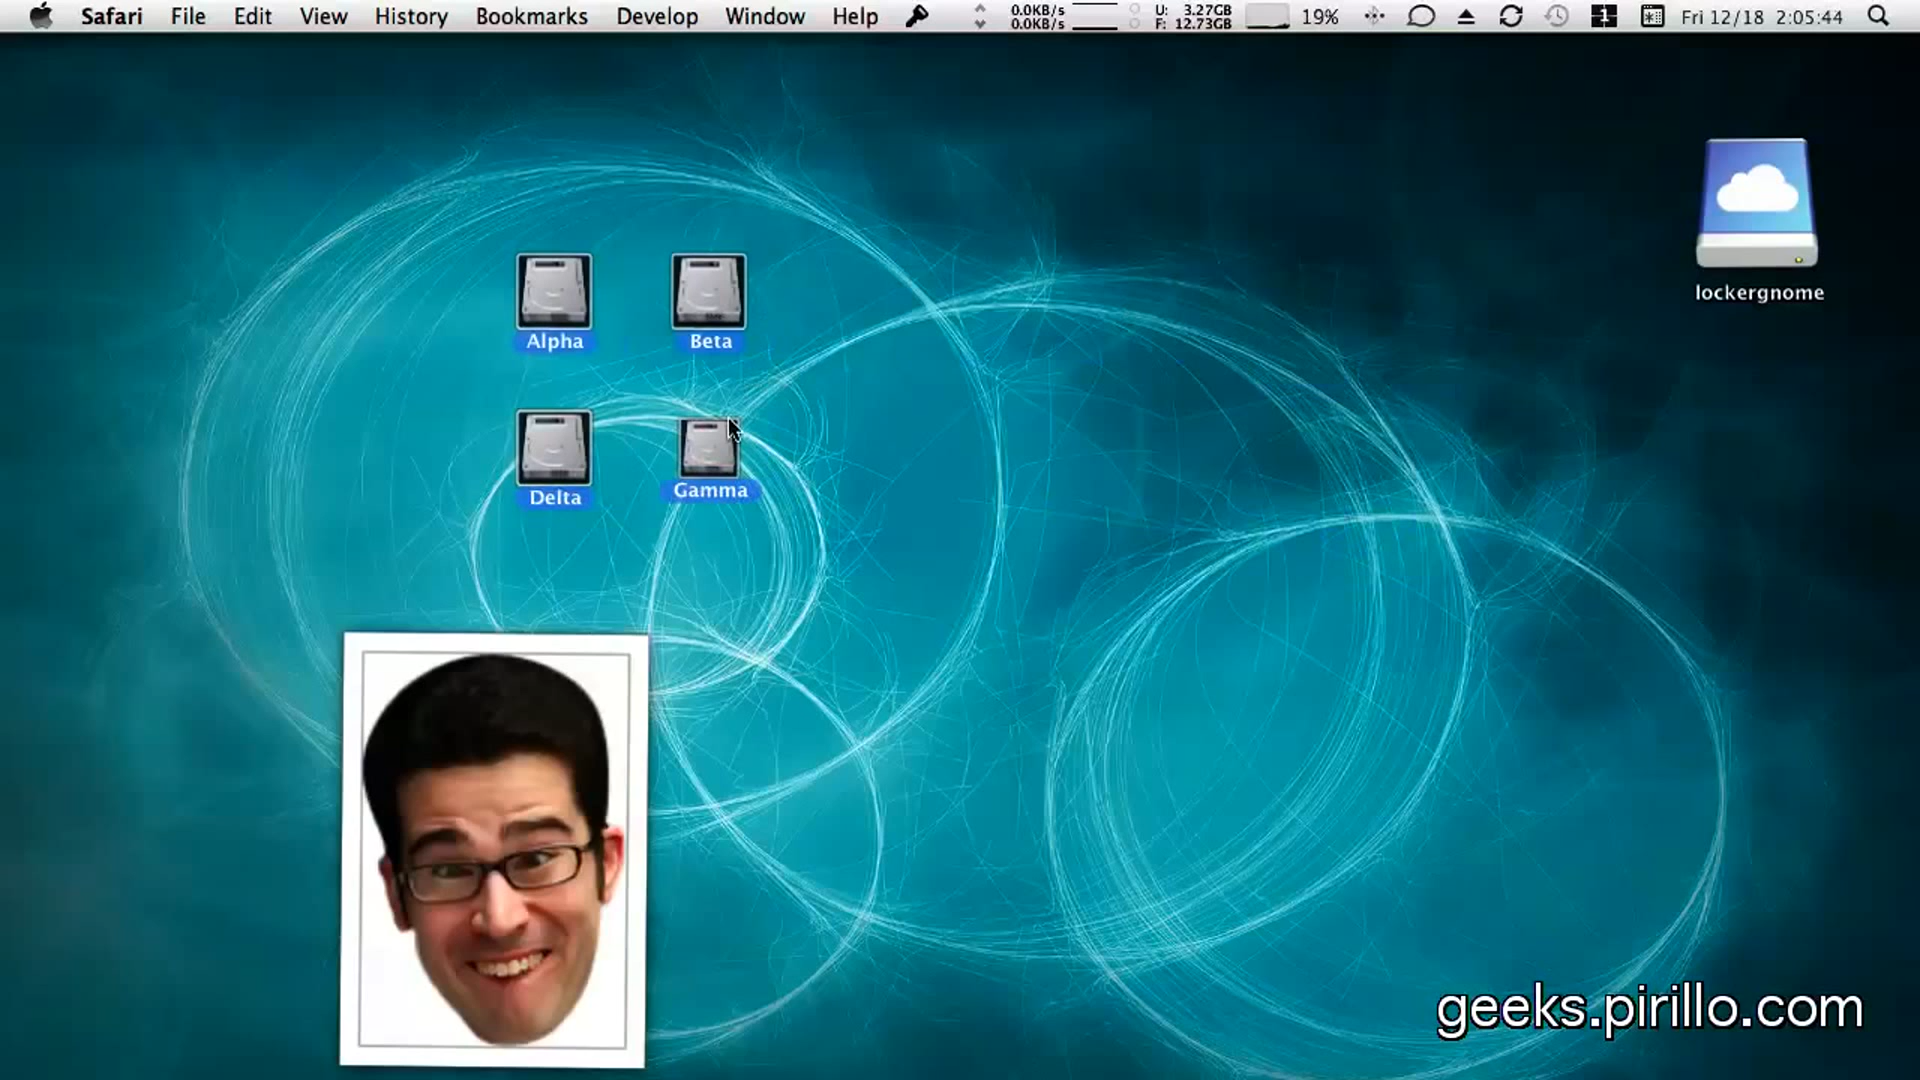 Safari File Edit View History Bookmarks Develop Window Help 0.0KB/s U: 3.27GB 19% 1 Fri 12/18 2:05:44
0.0KB/s F: 12.73GB
lockergnome
Alpha Beta
Delta Gamma
geeks.pirillo.com